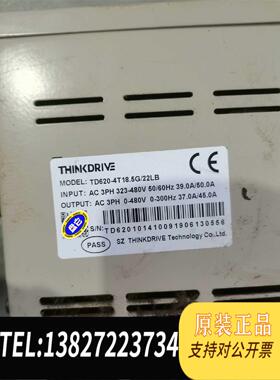 THINKDRIVE
MODEL: TD620-4T18.5G/22LB
INPUT: AC 3PH 323-480V 50/60Hz 39.0A/50.0A
OUTPUT: AC 3PH 0-480V 0-300Hz 37.0A/45.0A
S/N:
TD6201014100919061305 56
PASS
SZ THINKDRIVE Technology Co.,Ltd.
原装正品
支持对公开票
TEL:13827223734